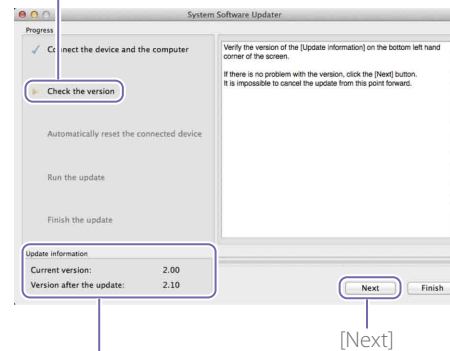 System Software Updater
Progress
Connect the device and the computer
Check the version
Automatically reset the connected device
Run the update
Finish the update
Verify the version of the [Update information] on the bottom left hand
corner of the screen.
If there is no problem with the version, click the [Next] button.
It is impossible to cancel the update from this point forward.
Update information
Current version: 2.00
Version after the update: 2.10
Next
Finish
[Next]